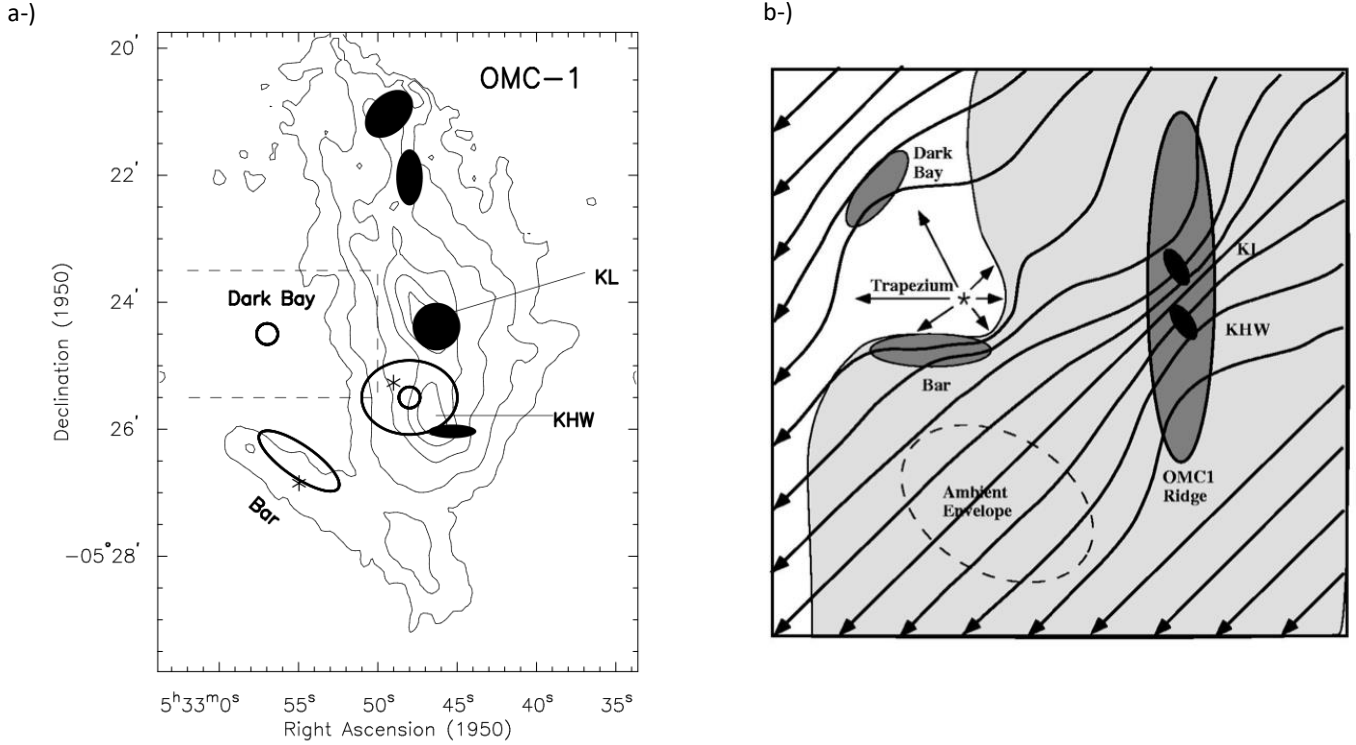 a-)
OMC-1
20'
22'
24'
26'
-05°28'
Declination (1950)
KL
Dark Bay
KHW
Bar
5ʰ33ᵐ0ˢ 55ˢ 50ˢ 45ˢ 40ˢ 35ˢ
Right Ascension (1950)
b-)
Dark
Bay
KL
Trapezium
KHW
Bar
OMC1
Ridge
Ambient
Envelope